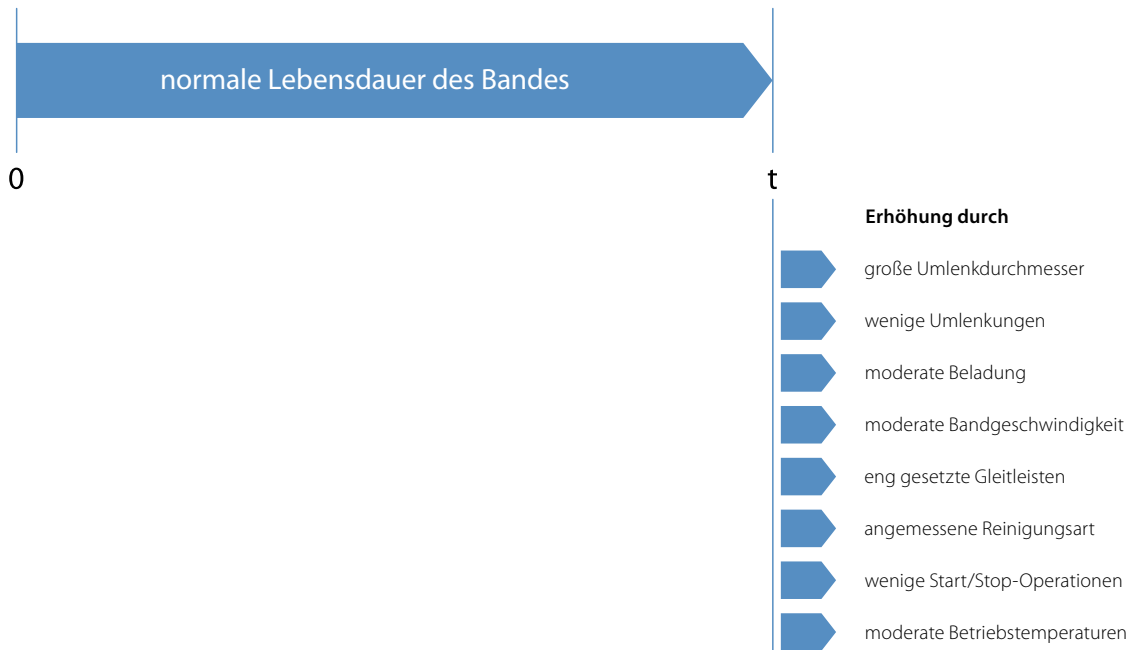 normale Lebensdauer des Bandes
0
t
Erhöhung durch
große Umlenkdurchmesser
wenige Umlenkungen
moderate Beladung
moderate Bandgeschwindigkeit
eng gesetzte Gleitleisten
angemessene Reinigungsart
wenige Start/Stop-Operationen
moderate Betriebstemperaturen